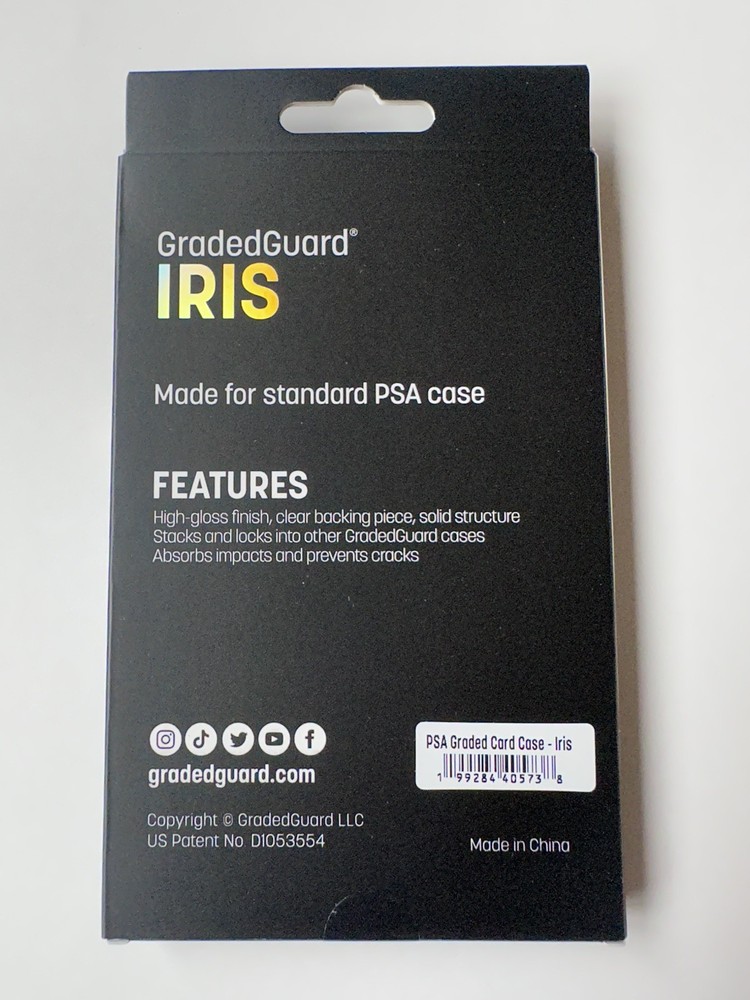 GradedGuard®
IRIS
Made for standard PSA case
FEATURES
High-gloss finish, clear backing piece, solid structure
Stacks and locks into other GradedGuard cases
Absorbs impacts and prevents cracks
gradedguard.com
PSA Graded Card Case - Iris
1 99284 40573 8
Copyright © GradedGuard LLC
US Patent No D1053554
Made in China